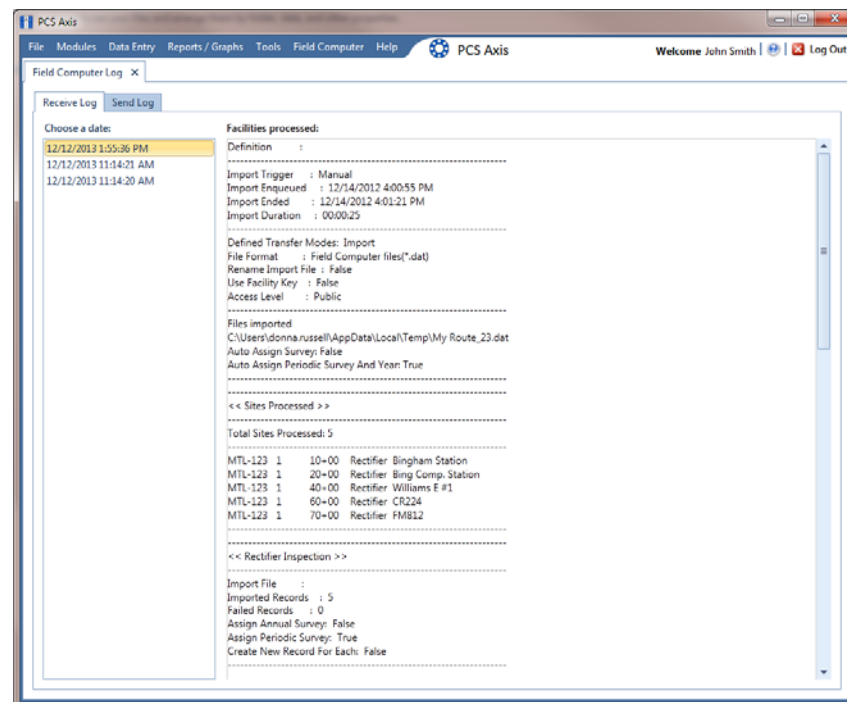 PCS Axis
File Modules Data Entry Reports / Graphs Tools Field Computer Help PCS Axis Welcome John Smith Log Out
Field Computer Log
Receive Log Send Log
Choose a date:
12/12/2013 1:55:36 PM
12/12/2013 11:14:21 AM
12/12/2013 11:14:20 AM
Facilities processed:
Definition :
Import Trigger : Manual
Import Enqueued : 12/14/2012 4:00:55 PM
Import Ended : 12/14/2012 4:01:21 PM
Import Duration : 00:00:25
Defined Transfer Modes: Import
File Format : Field Computer files(*.dat)
Rename Import File : False
Use Facility Key : False
Access Level : Public
Files imported
C:\Users\donna.russell\AppData\Local\Temp\My Route_23.dat
Auto Assign Survey: False
Auto Assign Periodic Survey And Year: True
<< Sites Processed >>
Total Sites Processed: 5
MTL-123 1 10+00 Rectifier Bingham Station
MTL-123 1 20+00 Rectifier Bing Comp. Station
MTL-123 1 40+00 Rectifier Williams E #1
MTL-123 1 60+00 Rectifier CR224
MTL-123 1 70+00 Rectifier FM812
<< Rectifier Inspection >>
Import File :
Imported Records : 5
Failed Records : 0
Assign Annual Survey: False
Assign Periodic Survey: True
Create New Record For Each: False